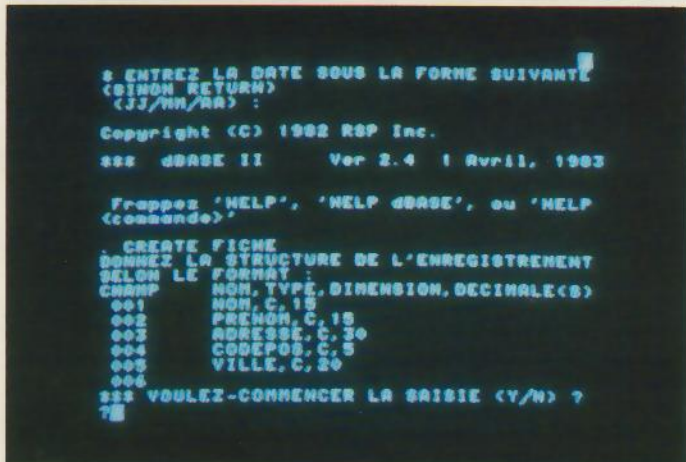 * ENTREZ LA DATE SOUS LA FORME SUIVANTE
(SINON RETURN)
(JJ/MM/AA) :
Copyright (C) 1982 RSP Inc.
*** dBASE II Ver 2.4 1 Avril, 1983
Frappez 'HELP', 'HELP dBASE', ou 'HELP
<comande>'
. CREATE FICHE
DONNEZ LA STRUCTURE DE L'ENREGISTREMENT
SELON LE FORMAT :
CHAMP NOM,TYPE,DIMENSION,DECIMALE(S)
001 NOM,C,15
002 PRENOM,C,15
003 ADRESSE,C,30
004 CODEPOS,C,5
005 VILLE,C,20
006
*** VOULEZ-COMMENCER LA SAISIE (Y/N) ?
?